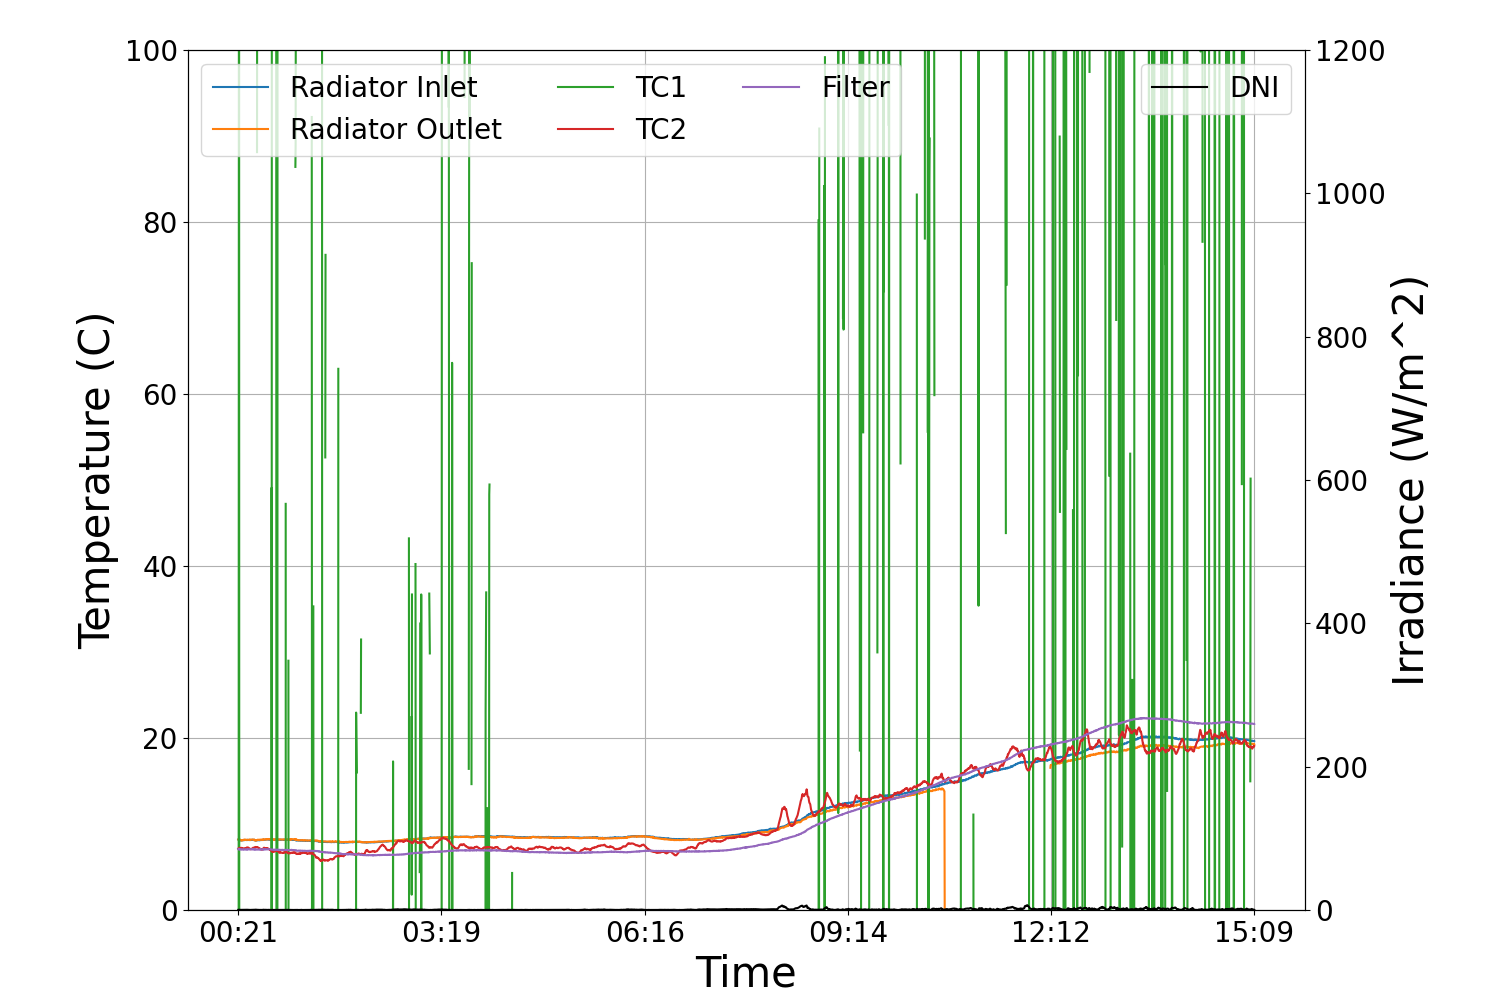 100
80
60
40
20
0
Temperature (C)
Radiator Inlet
Radiator Outlet
TC1
TC2
Filter
DNI
1200
1000
800
600
400
200
0
Irradiance (W/m^2)
00:21 03:19 06:16 09:14 12:12 15:09
Time